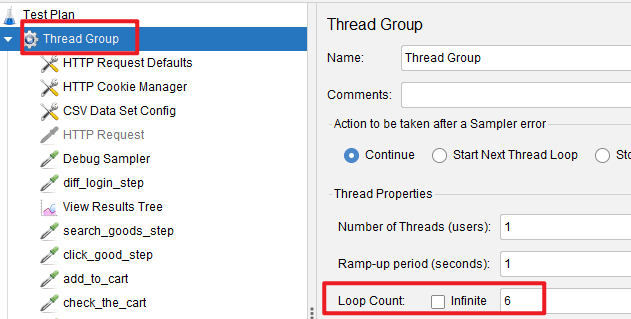 Test Plan
Thread Group
HTTP Request Defaults
HTTP Cookie Manager
CSV Data Set Config
HTTP Request
Debug Sampler
diff_login_step
View Results Tree
search_goods_step
click_good_step
add_to_cart
check_the_cart
Thread Group
Name: Thread Group
Comments:
Action to be taken after a Sampler error
Continue Start Next Thread Loop Sto
Thread Properties
Number of Threads (users): 1
Ramp-up period (seconds): 1
Loop Count: Infinite 6